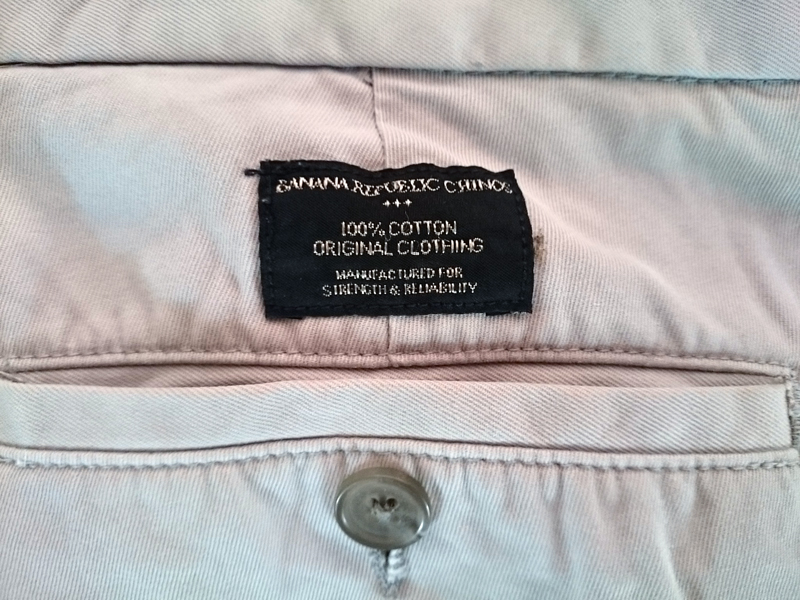 BANANA REPUBLIC CHINOS
100% COTTON
ORIGINAL CLOTHING
MANUFACTURED FOR
STRENGTH & RELIABILITY